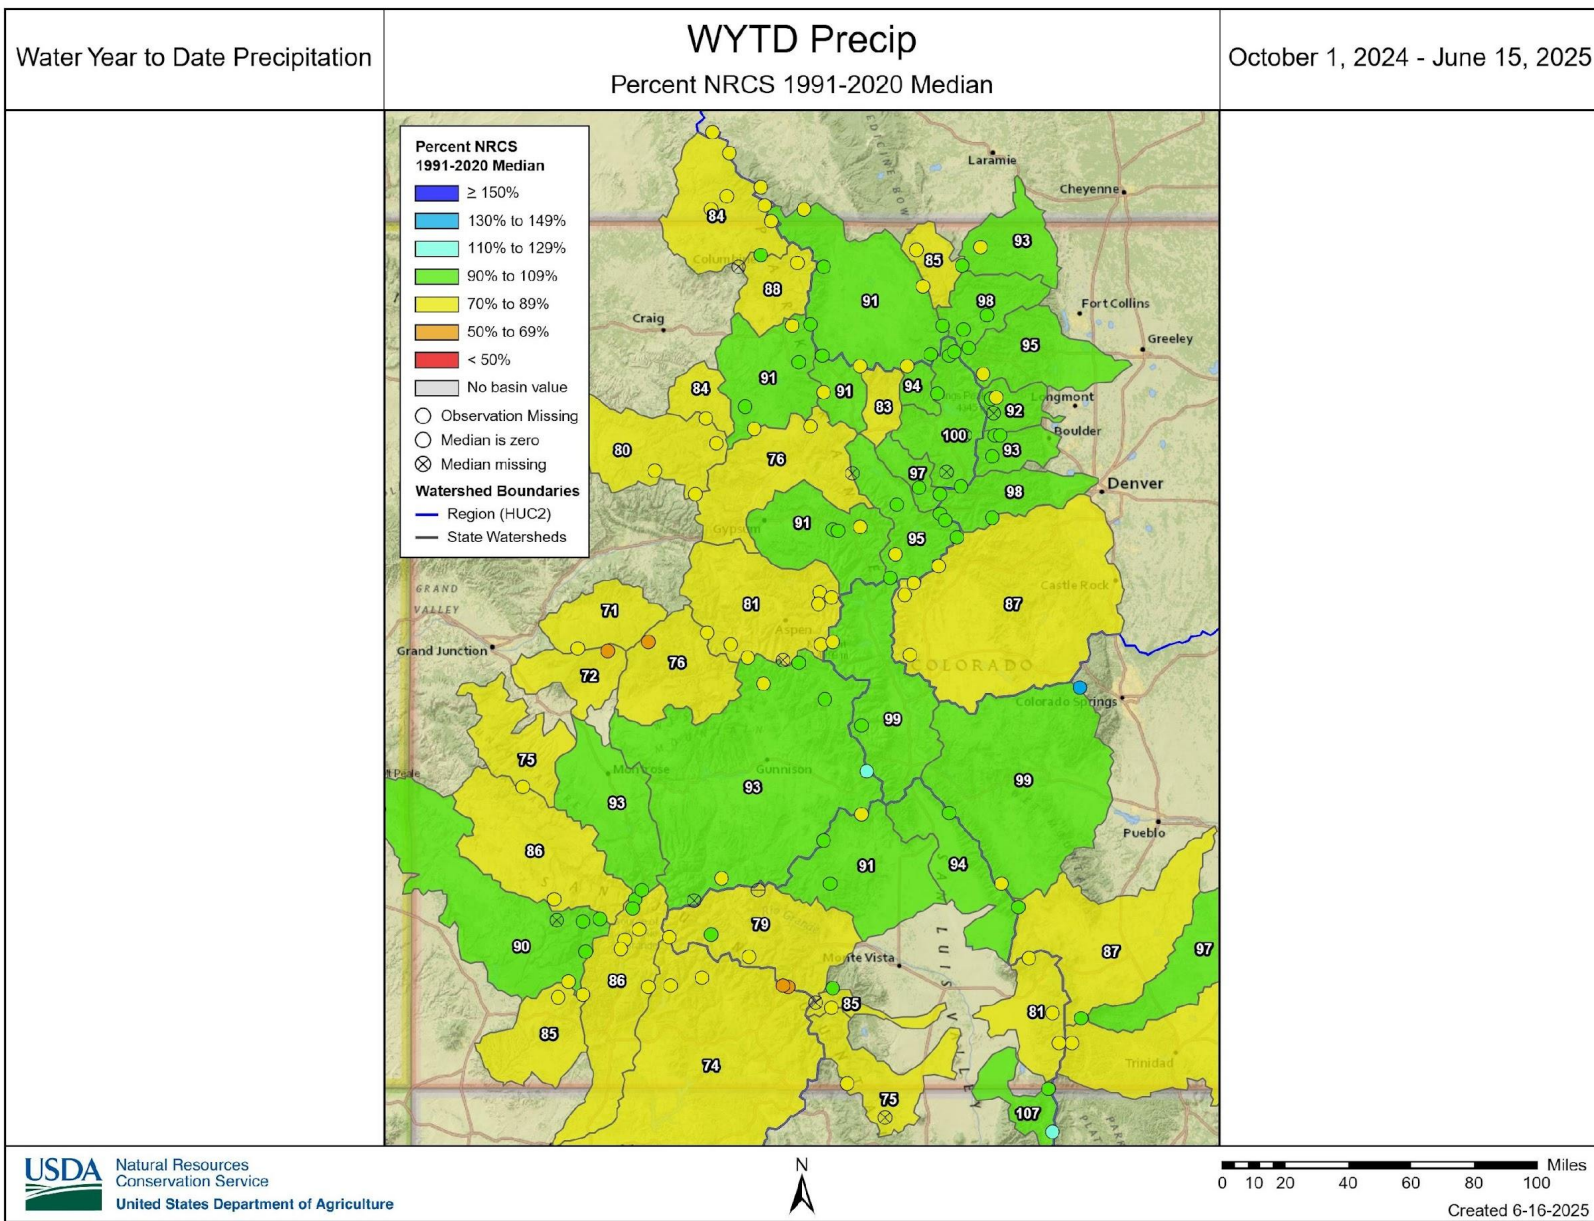 Water Year to Date Precipitation
WYTD Precip
Percent NRCS 1991-2020 Median
October 1, 2024 - June 15, 2025
Percent NRCS
1991-2020 Median
≥ 150%
130% to 149%
110% to 129%
90% to 109%
70% to 89%
50% to 69%
< 50%
No basin value
Observation Missing
Median is zero
Median missing
Watershed Boundaries
Region (HUC2)
State Watersheds
Laramie
Cheyenne
84
93
85
88
91
98
Fort Collins
Craig
Greeley
95
91
84
91
94
83
92
Longmont
Boulder
100
93
80
76
97
98
Denver
Gypsum
91
95
GRAND
VALLEY
Castle Rock
71
81
87
Aspen
Grand Junction
72
76
COLORADO
Colorado Springs
99
75
Montrose
Gunnison
93
93
99
Pueblo
86
91
94
SAN
79
90
86
Monte Vista
87
97
85
81
85
74
LUIS VALLEY
Trinidad
75
107
USDA
Natural Resources
Conservation Service
United States Department of Agriculture
N
Miles
0 10 20 40 60 80 100
Created 6-16-2025